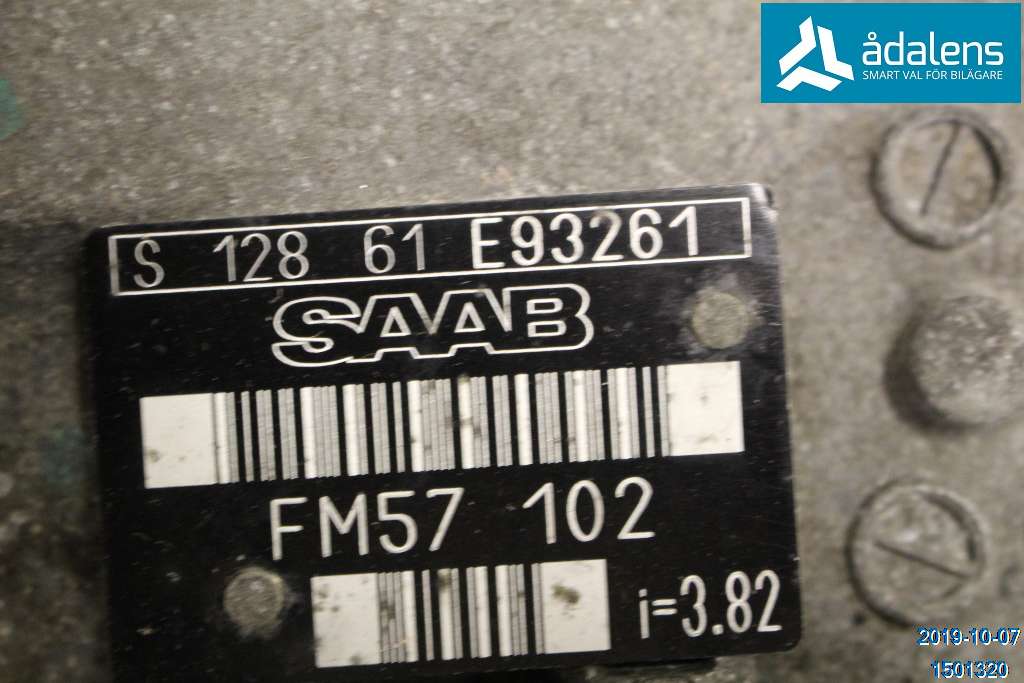 ådalens
SMART VAL FÖR BILÄGARE
S 128 61 E93261
SAAB
FM57 102
i=3.82
2019-10-07
1501320